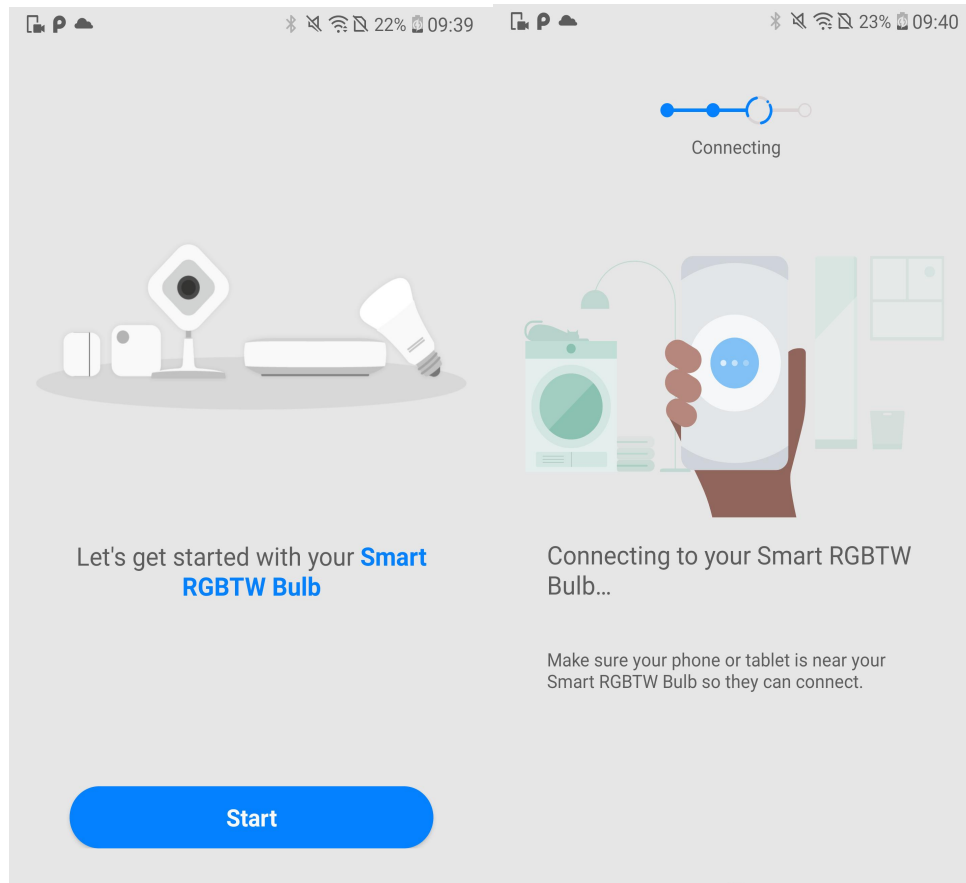 22% 09:39
Let's get started with your Smart
RGBTW Bulb
Start
23% 09:40
Connecting
Connecting to your Smart RGBTW
Bulb...
Make sure your phone or tablet is near your
Smart RGBTW Bulb so they can connect.